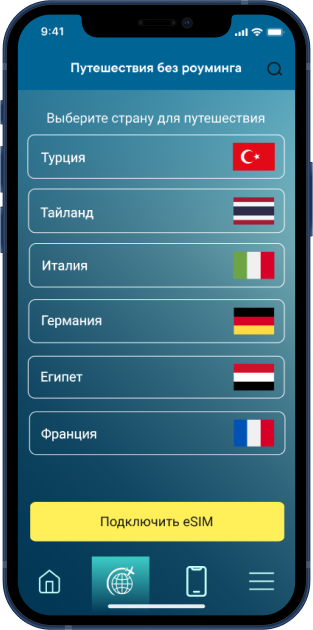 9:41
Путешествия без роуминга
Выберите страну для путешествия
Турция
Тайланд
Италия
Германия
Египет
Франция
Подключить eSIM